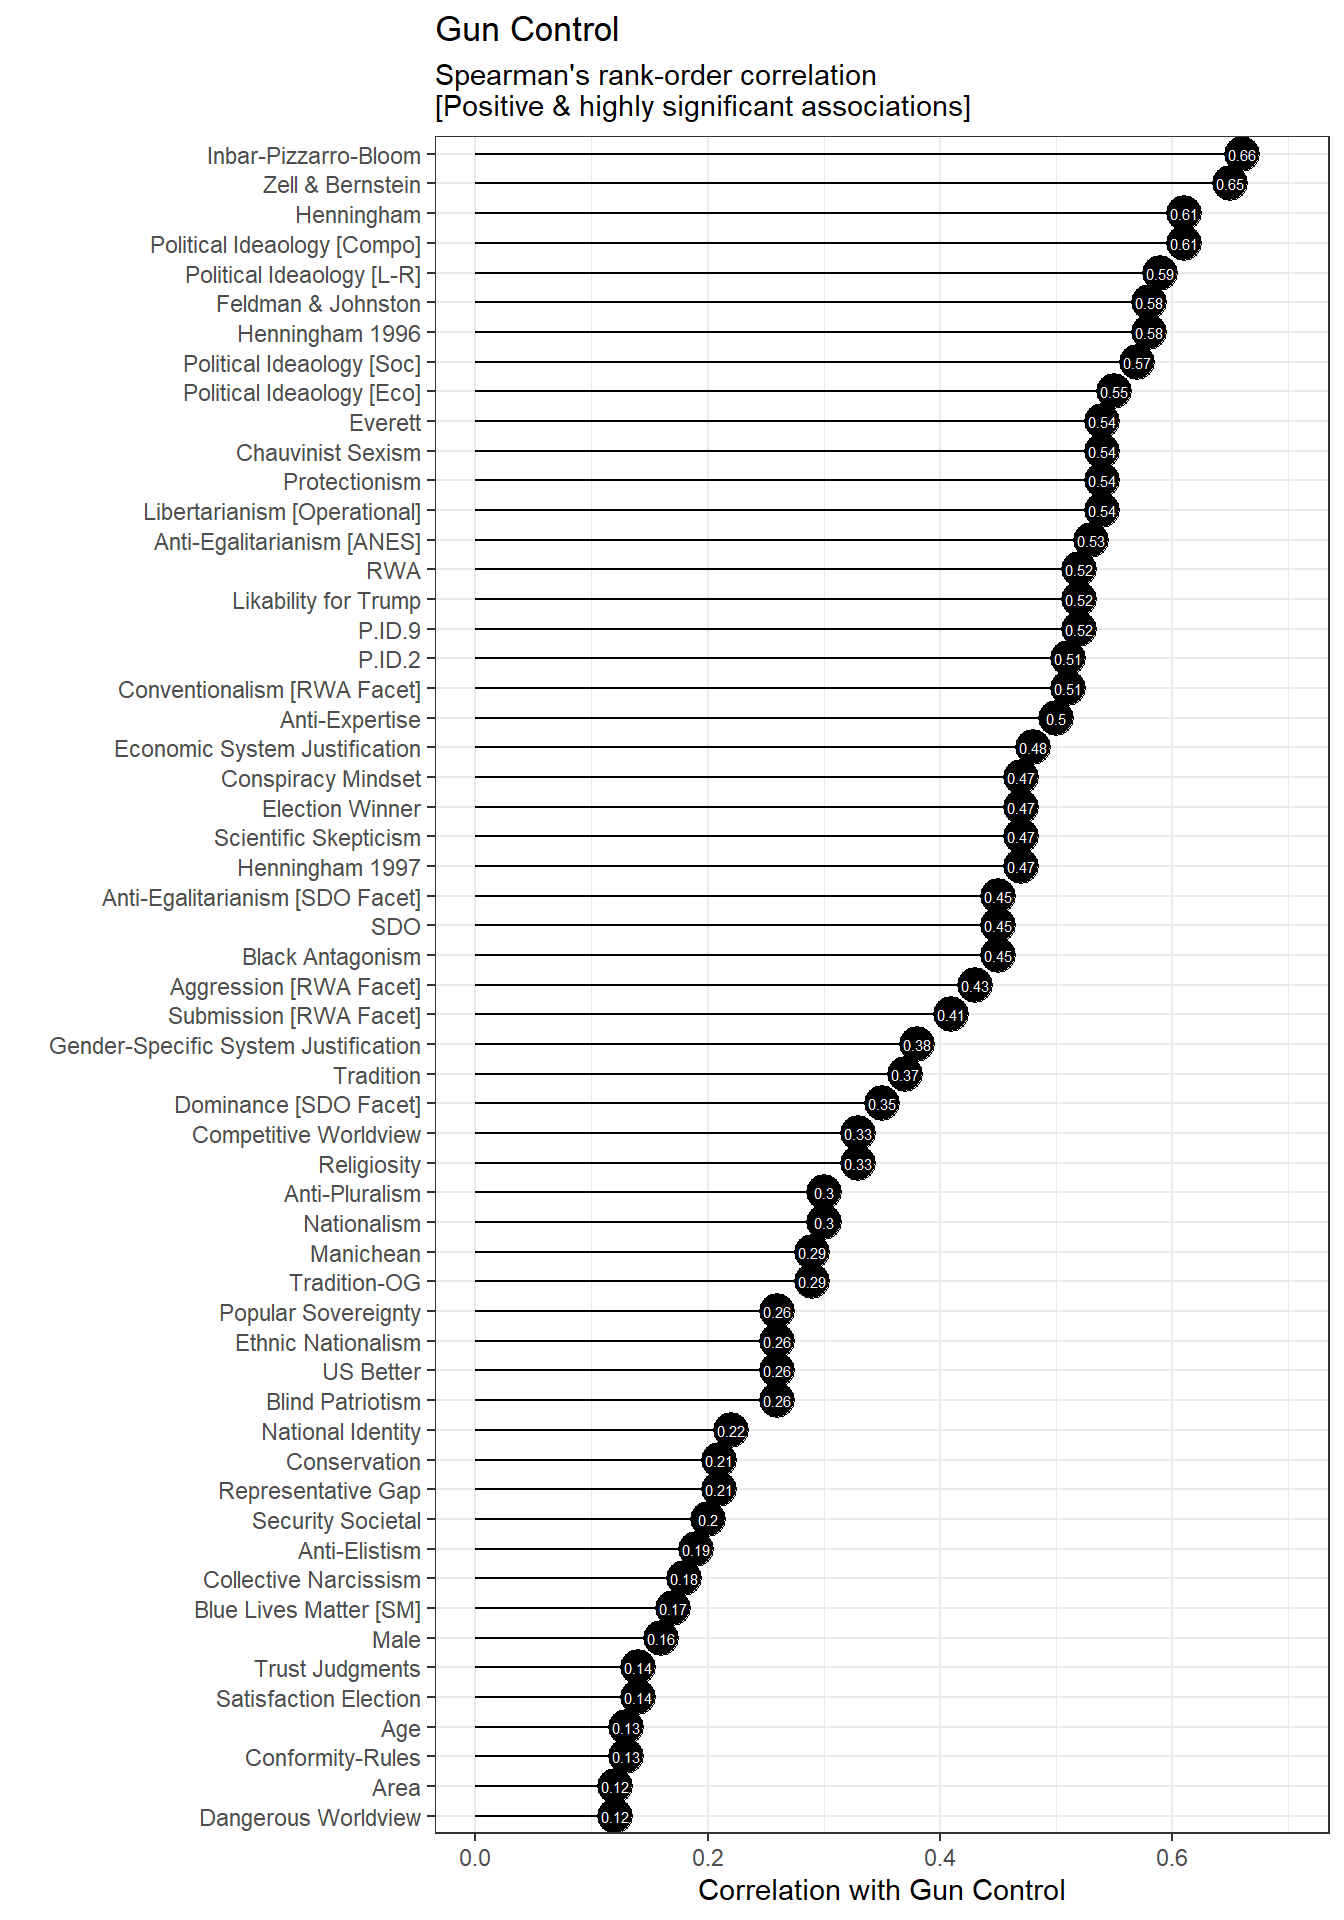 Gun Control
Spearman's rank-order correlation
[Positive & highly significant associations]
Inbar-Pizzarro-Bloom 0.66
Zell & Bernstein 0.65
Henningham 0.61
Political Ideaology [Compo] 0.61
Political Ideaology [L-R] 0.59
Feldman & Johnston 0.58
Henningham 1996 0.58
Political Ideaology [Soc] 0.57
Political Ideaology [Eco] 0.55
Everett 0.54
Chauvinist Sexism 0.54
Protectionism 0.54
Libertarianism [Operational] 0.54
Anti-Egalitarianism [ANES] 0.53
RWA 0.52
Likability for Trump 0.52
P.ID.9 0.52
P.ID.2 0.51
Conventionalism [RWA Facet] 0.51
Anti-Expertise 0.5
Economic System Justification 0.48
Conspiracy Mindset 0.47
Election Winner 0.47
Scientific Skepticism 0.47
Henningham 1997 0.47
Anti-Egalitarianism [SDO Facet] 0.45
SDO 0.45
Black Antagonism 0.45
Aggression [RWA Facet] 0.43
Submission [RWA Facet] 0.41
Gender-Specific System Justification 0.38
Tradition 0.37
Dominance [SDO Facet] 0.35
Competitive Worldview 0.33
Religiosity 0.33
Anti-Pluralism 0.3
Nationalism 0.3
Manichean 0.29
Tradition-OG 0.29
Popular Sovereignty 0.26
Ethnic Nationalism 0.26
US Better 0.26
Blind Patriotism 0.26
National Identity 0.22
Conservation 0.21
Representative Gap 0.21
Security Societal 0.2
Anti-Elistism 0.19
Collective Narcissism 0.18
Blue Lives Matter [SM] 0.17
Male 0.16
Trust Judgments 0.14
Satisfaction Election 0.14
Age 0.13
Conformity-Rules 0.13
Area 0.12
Dangerous Worldview 0.12
0.0 0.2 0.4 0.6
Correlation with Gun Control